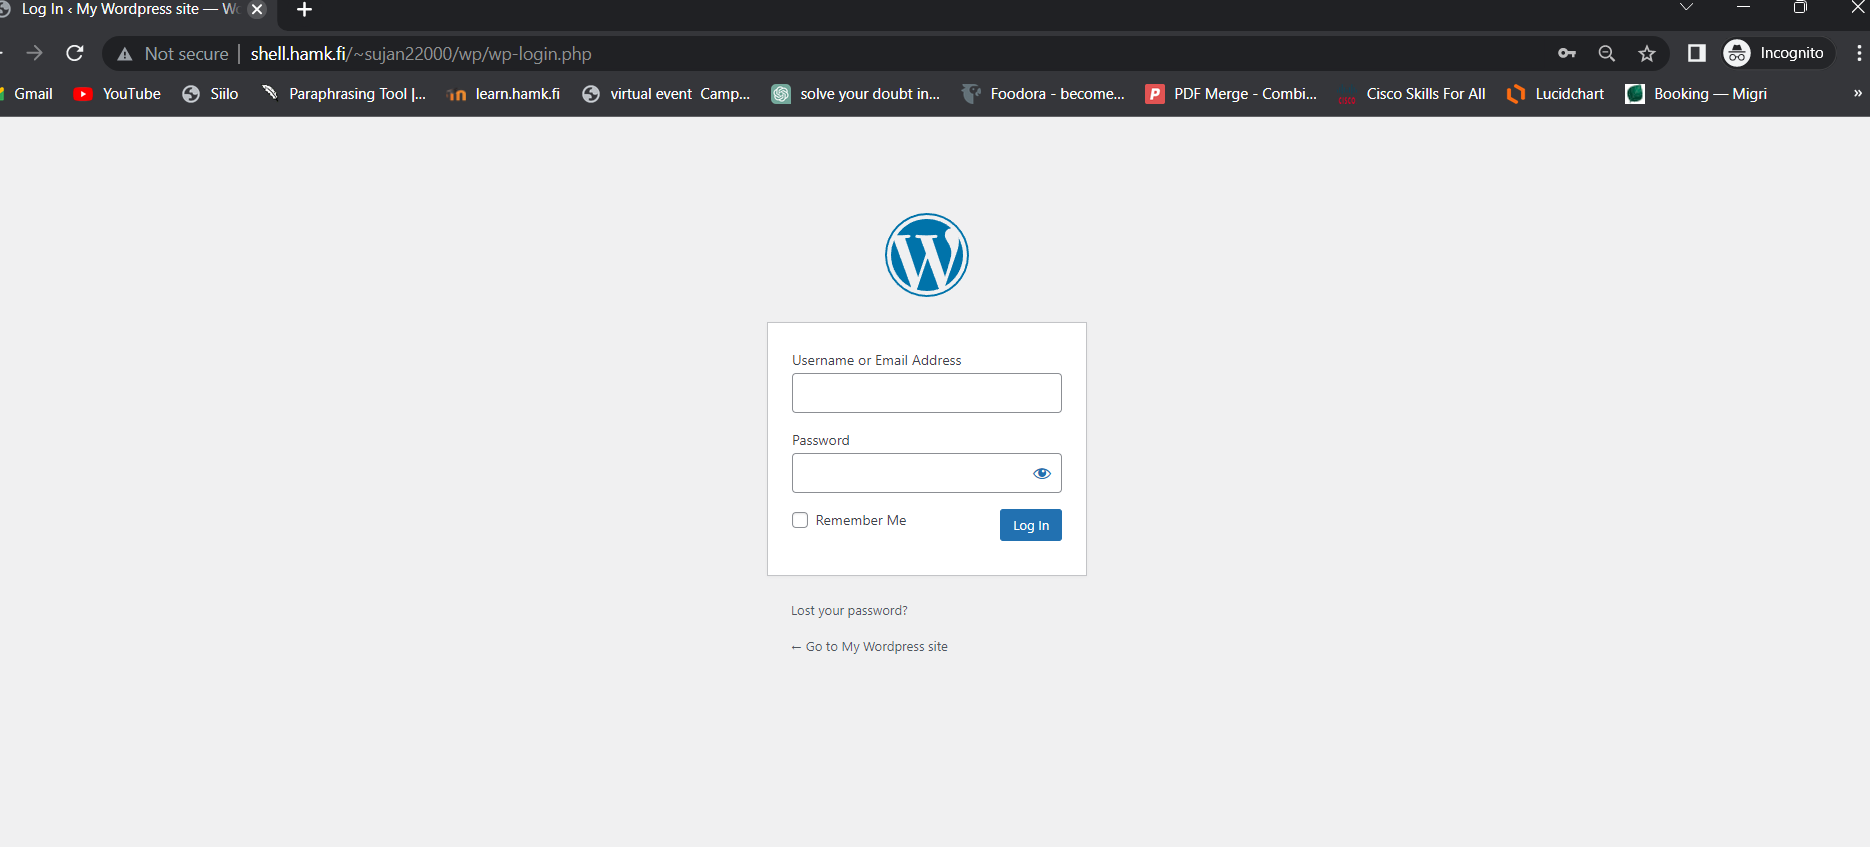 Log In ‹ My Wordpress site — Wo
Not secure | shell.hamk.fi/~sujan22000/wp/wp-login.php
Incognito
Gmail YouTube Siilo Paraphrasing Tool |... learn.hamk.fi virtual event Camp... solve your doubt in... Foodora - become... PDF Merge - Combi... Cisco Skills For All Lucidchart Booking — Migri »
Username or Email Address
Password
Remember Me
Log In
Lost your password?
← Go to My Wordpress site